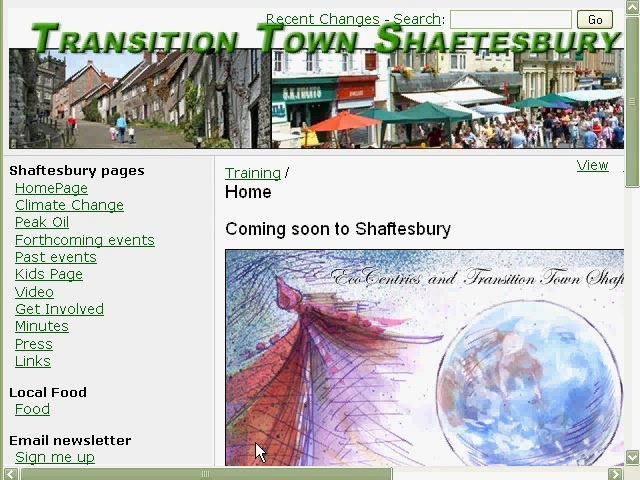 Recent Changes - Search: Go
Transition Town Shaftesbury
Shaftesbury pages
HomePage
Climate Change
Peak Oil
Forthcoming events
Past events
Kids Page
Video
Get Involved
Minutes
Press
Links
Local Food
Food
Email newsletter
Sign me up
View
Training /
Home
Coming soon to Shaftesbury
EcoCentrics and Transition Town Shaf